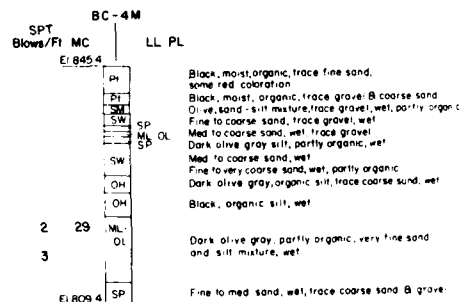 BC-4M
SPT
Blows/Ft MC LL PL
El 845.4
Pt Black, moist, organic, trace fine sand,
some red coloration
Pt Black, moist, organic, trace gravel & coarse sand
SM Olive, sand-silt mixture, trace gravel, wet, partly organic
SW Fine to coarse sand, trace gravel, wet
SP Med to coarse sand, wet, trace gravel
ML OL Dark olive gray silt, partly organic, wet
SP Med to coarse sand, wet
SW Fine to very coarse sand, wet, partly organic
OH Dark olive gray, organic silt, trace coarse sand, wet
OH Black, organic silt, wet
2 29 ML-
OL Dark olive gray, partly organic, very fine sand
3 and silt mixture, wet
SP Fine to med sand, wet, trace coarse sand & gravel
El 809.4